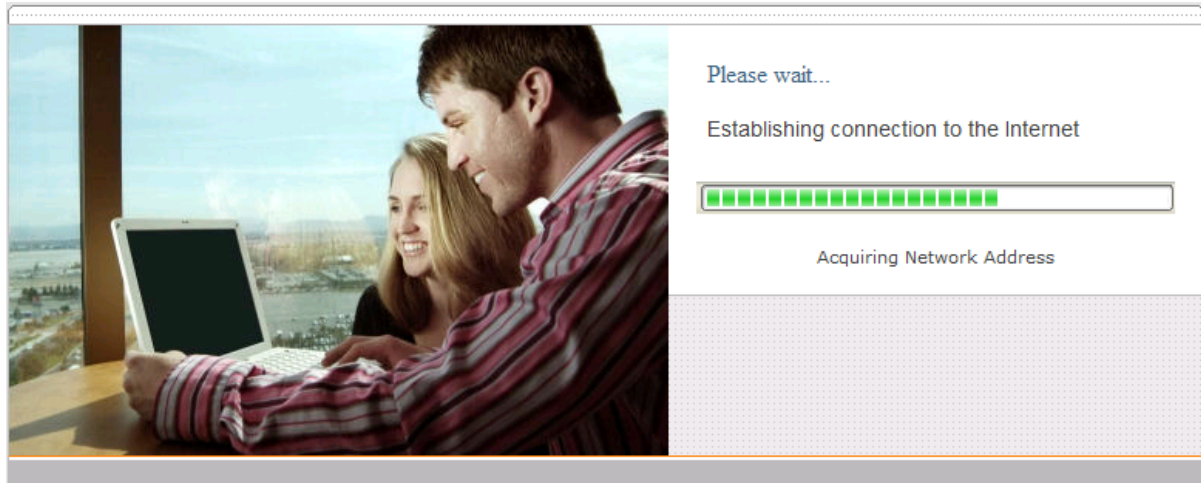 Please wait...
Establishing connection to the Internet
Acquiring Network Address